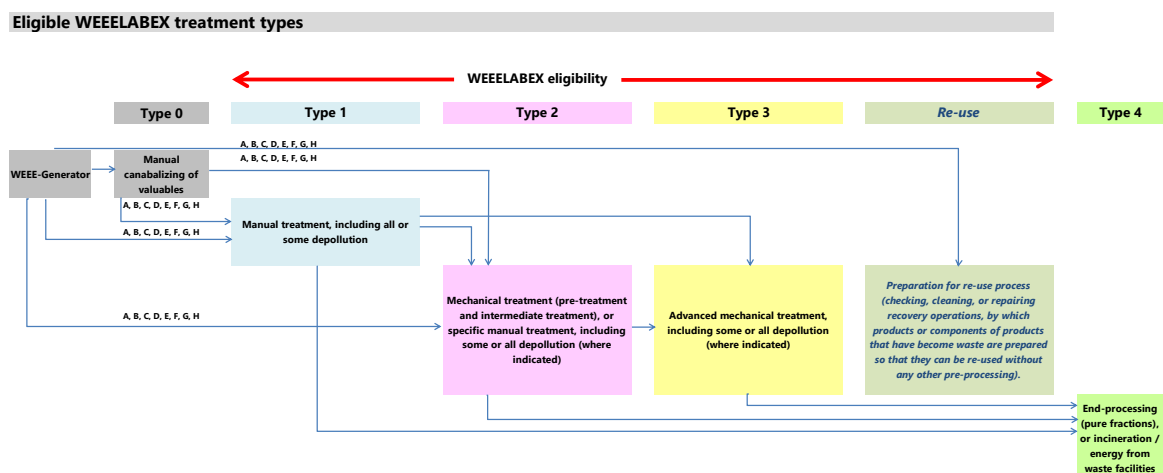 Eligible WEEELABEX treatment types
WEEELABEX eligibility
Type 0
Type 1
Type 2
Type 3
Re-use
Type 4
A, B, C, D, E, F, G, H
A, B, C, D, E, F, G, H
WEEE-Generator
Manual
canabalizing of
valuables
A, B, C, D, E, F, G, H
A, B, C, D, E, F, G, H
Manual treatment, including all or
some depollution
A, B, C, D, E, F, G, H
Mechanical treatment (pre-treatment
and intermediate treatment), or
specific manual treatment, including
some or all depollution (where
indicated)
Advanced mechanical treatment,
including some or all depollution
(where indicated)
Preparation for re-use process
(checking, cleaning, or repairing
recovery operations, by which
products or components of products
that have become waste are prepared
so that they can be re-used without
any other pre-processing).
End-processing
(pure fractions),
or incineration /
energy from
waste facilities